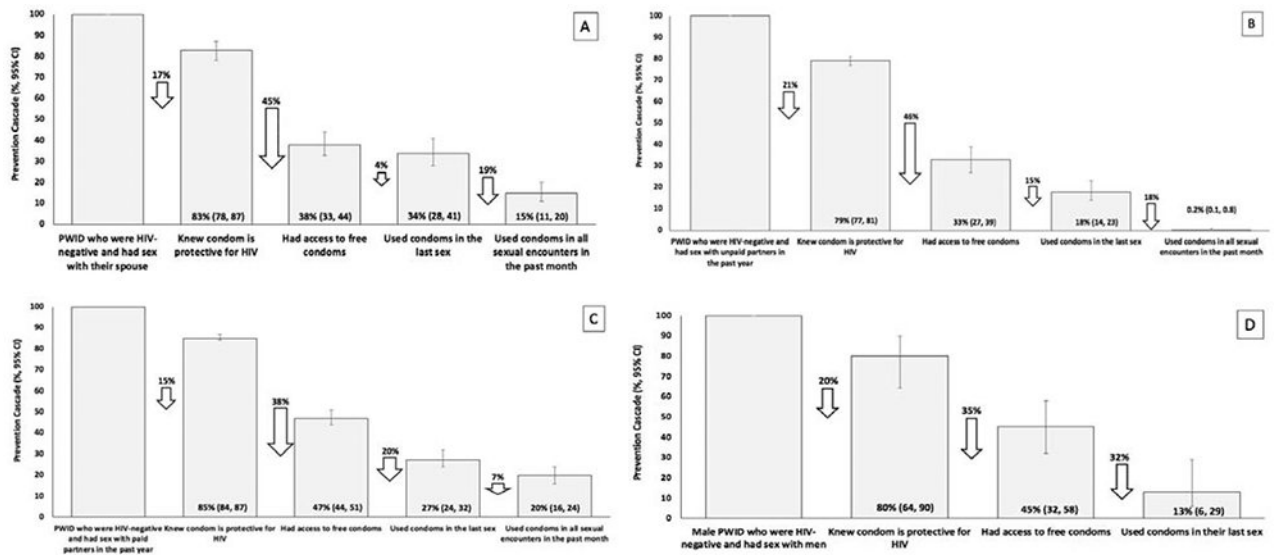 A
Prevention Cascade (%, 95% CI)
100
90
80
70
60
50
40
30
20
10
0
17%
45%
4%
19%
83% (78, 87)
38% (33, 44)
34% (28, 41)
15% (11, 20)
PWID who were HIV-
negative and had sex
with their spouse
Knew condom is
protective for HIV
Had access to free
condoms
Used condoms in the
last sex
Used condoms in all
sexual encounters in
the past month
B
Prevention Cascade (%, 95% CI)
100
90
80
70
60
50
40
30
20
10
0
21%
46%
15%
18%
79% (77, 81)
33% (27, 39)
18% (14, 23)
0.2% (0.1, 0.8)
PWID who were HIV-negative and
had sex with unpaid partners in
the past year
Knew condom is protective for
HIV
Had access to free condoms
Used condoms in the last sex
Used condoms in all sexual
encounters in the past month
C
Prevention Cascade (%, 95% CI)
100
90
80
70
60
50
40
30
20
10
0
15%
38%
20%
7%
85% (84, 87)
47% (44, 51)
27% (24, 32)
20% (16, 24)
PWID who were HIV-negative
and had sex with paid
partners in the past year
Knew condom is protective for
HIV
Had access to free condoms
Used condoms in the last sex
Used condoms in all sexual
encounters in the past month
D
Prevention Cascade (%, 95% CI)
100
90
80
70
60
50
40
30
20
10
0
20%
35%
32%
80% (64, 90)
45% (32, 58)
13% (6, 29)
Male PWID who were HIV-
negative and had sex with men
Knew condom is protective for
HIV
Had access to free condoms
Used condoms in their last sex